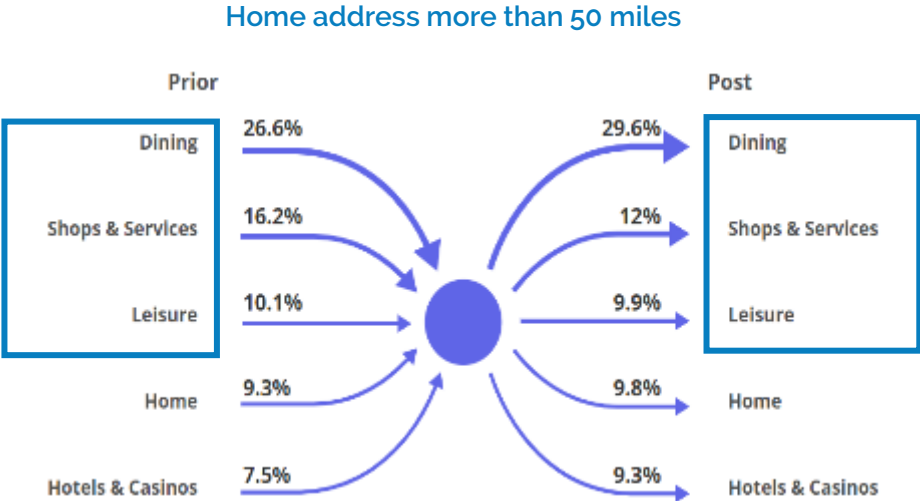 Home address more than 50 miles
Prior Post
Dining 26.6% 29.6% Dining
Shops & Services 16.2% 12% Shops & Services
Leisure 10.1% 9.9% Leisure
Home 9.3% 9.8% Home
Hotels & Casinos 7.5% 9.3% Hotels & Casinos